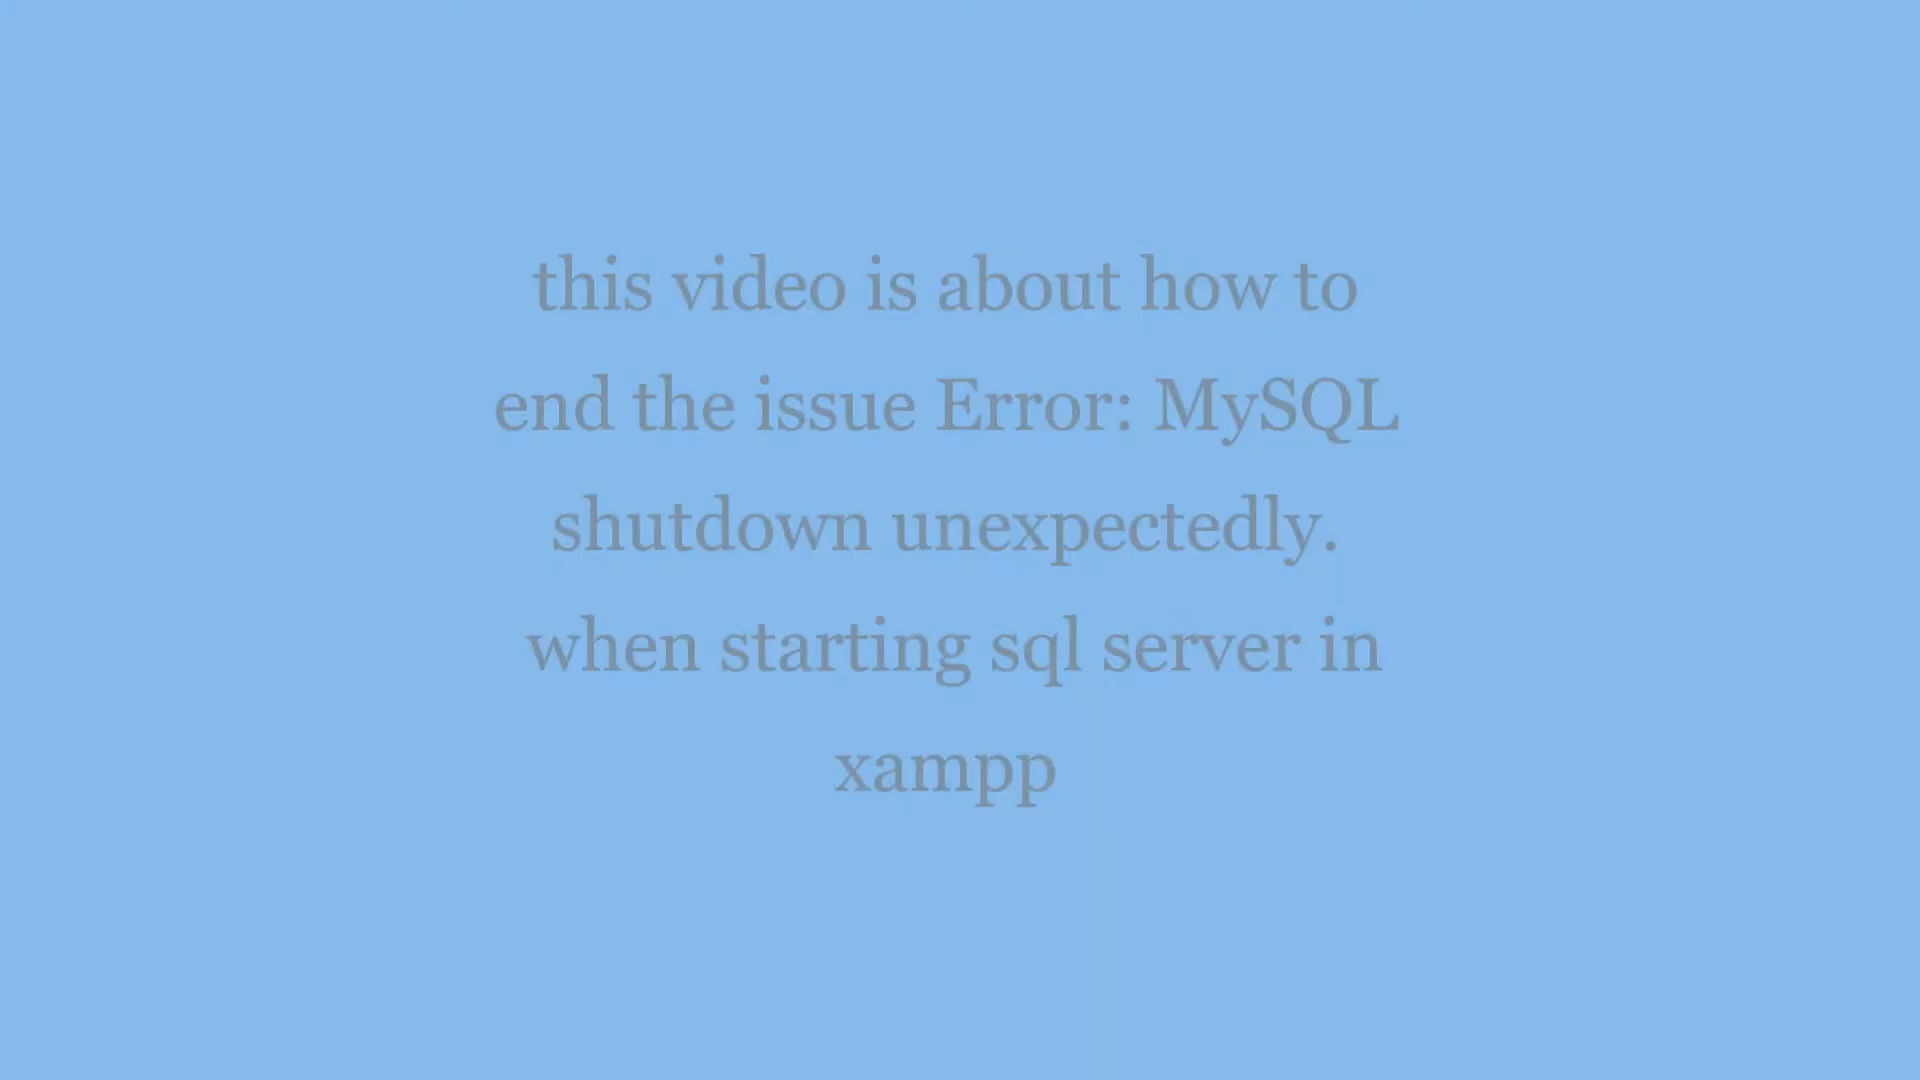 this video is about how to
end the issue Error: MySQL
shutdown unexpectedly.
when starting sql server in
xampp